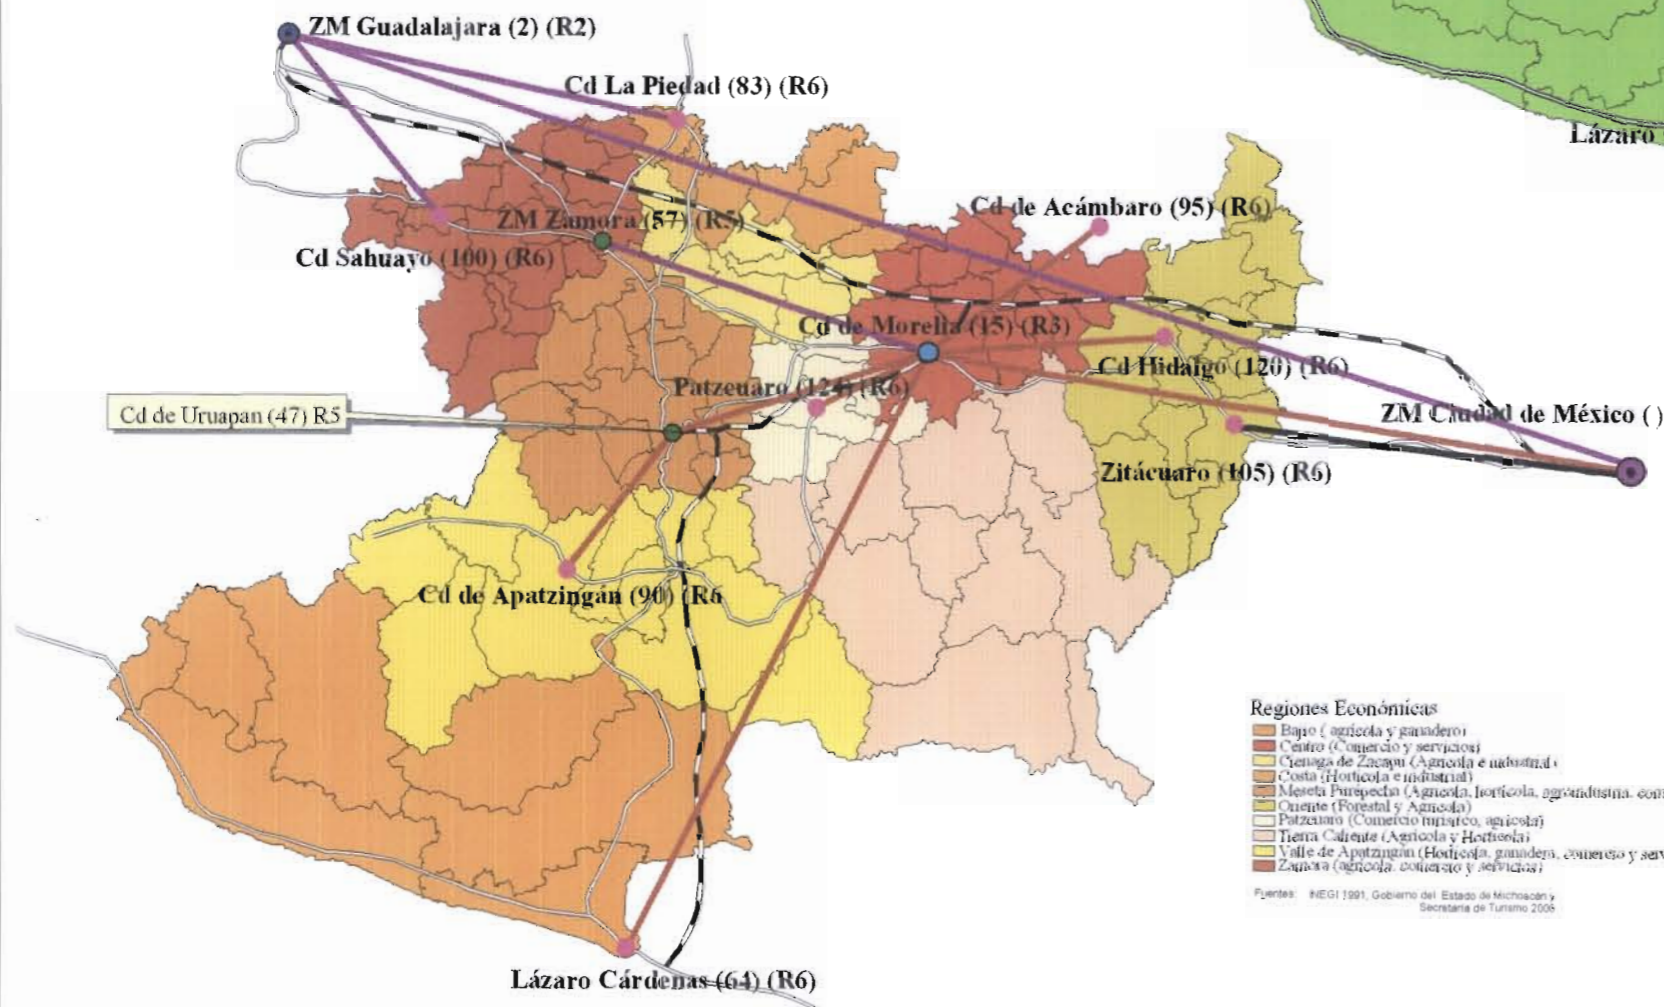 ZM Guadalajara (2) (R2)
Cd La Piedad (83) (R6)
Lázaro
Cd de Acámbaro (95) (R6)
ZM Zamora (57) (R5)
Cd Sahuayo (100) (R6)
Cd de Morelia (15) (R3)
Cd Hidalgo (120) (R6)
Patzcuaro (124) (R6)
Cd de Uruapan (47) R5
ZM Ciudad de México ( )
Zitácuaro (105) (R6)
Cd de Apatzingán (90) (R6
Lázaro Cárdenas (64) (R6)
Regiones Económicas
Bajio ( agrícola y ganadero)
Centro (Comercio y servicios)
Cienaga de Zacapu (Agricola e industrial)
Costa (Horticola e industrial)
Meseta Purepecha (Agricola, horticola, agroindustria, com
Oriente (Forestal y Agricola)
Patzcuaro (Comercio turistico, agricola)
Tierra Caliente (Agricola y Horticola)
Valle de Apatzingán (Horticola, ganadera, comercio y serv
Zamora (agricola, comercio y servicios)
Fuentes: INEGI 1991, Gobierno del Estado de Michoacán y
Secretaria de Turismo 2008